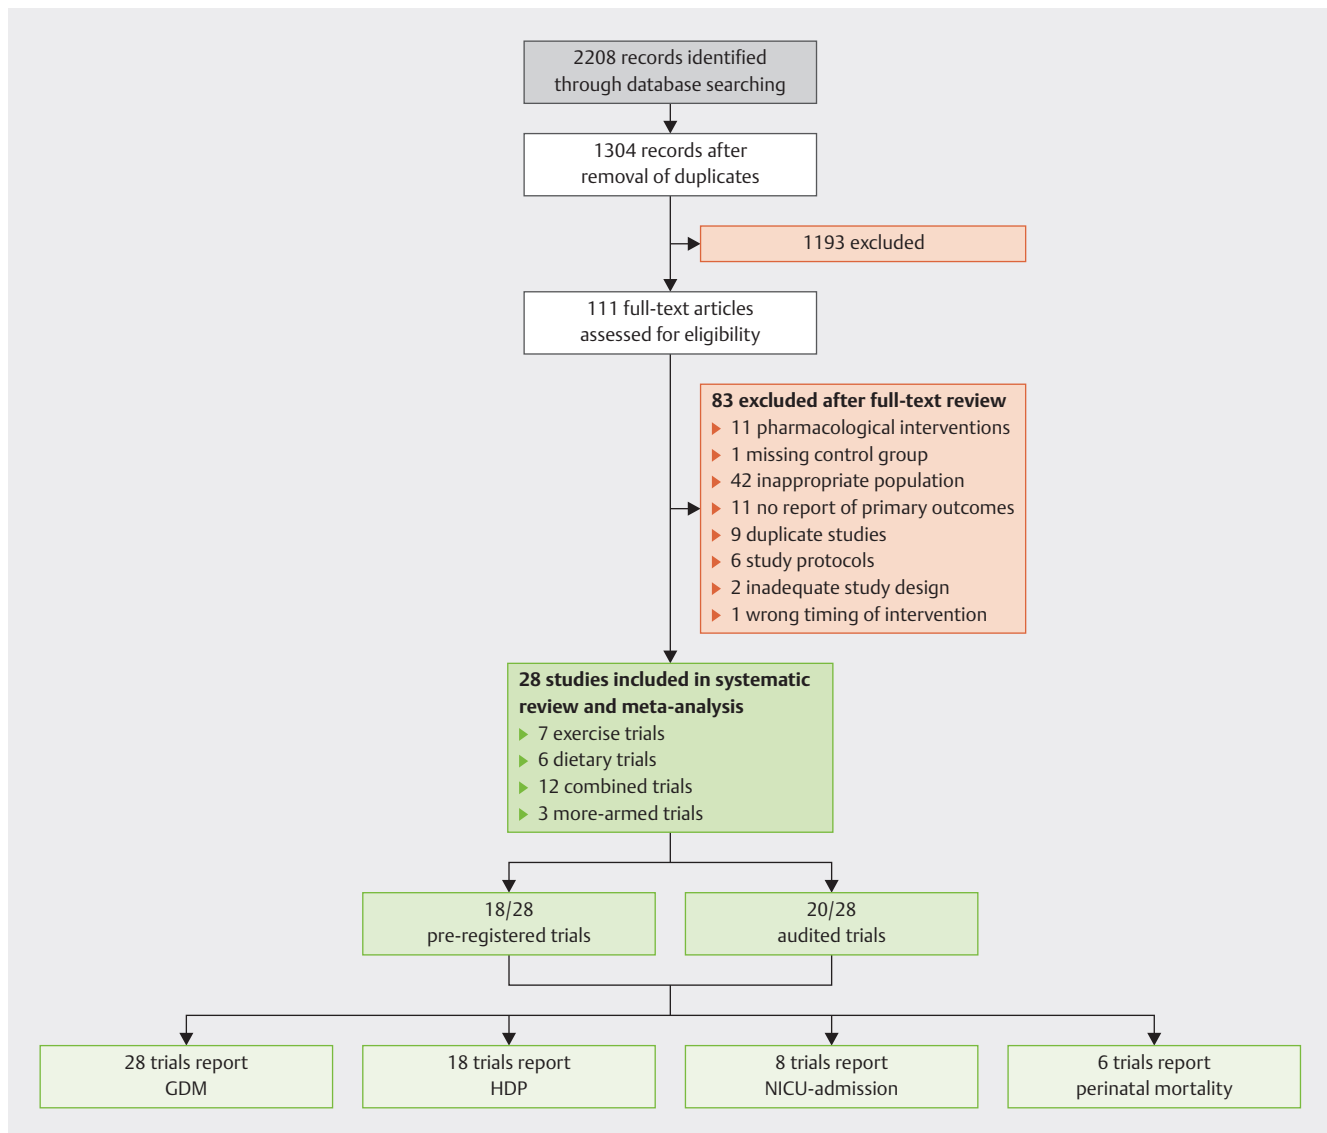 2208 records identified
through database searching
1304 records after
removal of duplicates
1193 excluded
111 full-text articles
assessed for eligibility
83 excluded after full-text review
11 pharmacological interventions
1 missing control group
42 inappropriate population
11 no report of primary outcomes
9 duplicate studies
6 study protocols
2 inadequate study design
1 wrong timing of intervention
28 studies included in systematic
review and meta-analysis
7 exercise trials
6 dietary trials
12 combined trials
3 more-armed trials
18/28
pre-registered trials
20/28
audited trials
28 trials report
GDM
18 trials report
HDP
8 trials report
NICU-admission
6 trials report
perinatal mortality